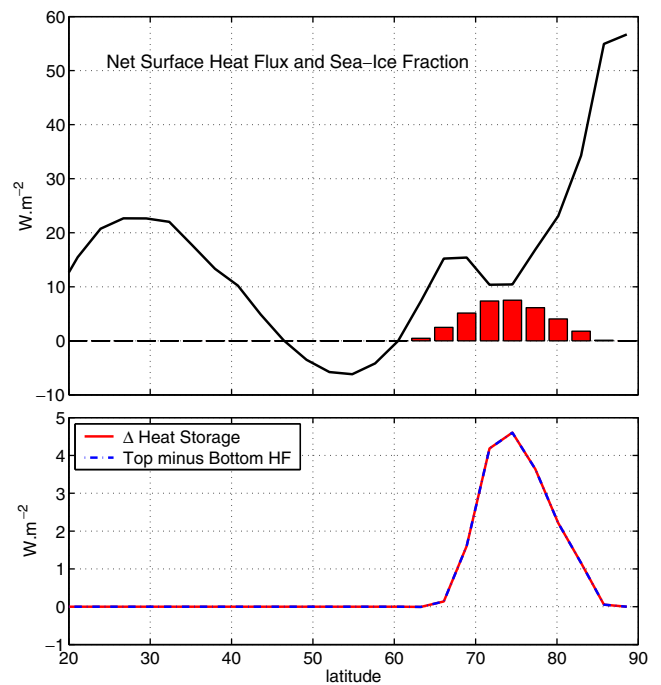 60
50
Net Surface Heat Flux and Sea–Ice Fraction
40
30
W.m−2
20
10
0
−10
5
Δ Heat Storage
Top minus Bottom HF
4
3
W.m−2
2
1
0
−1
20 30 40 50 60 70 80 90
latitude